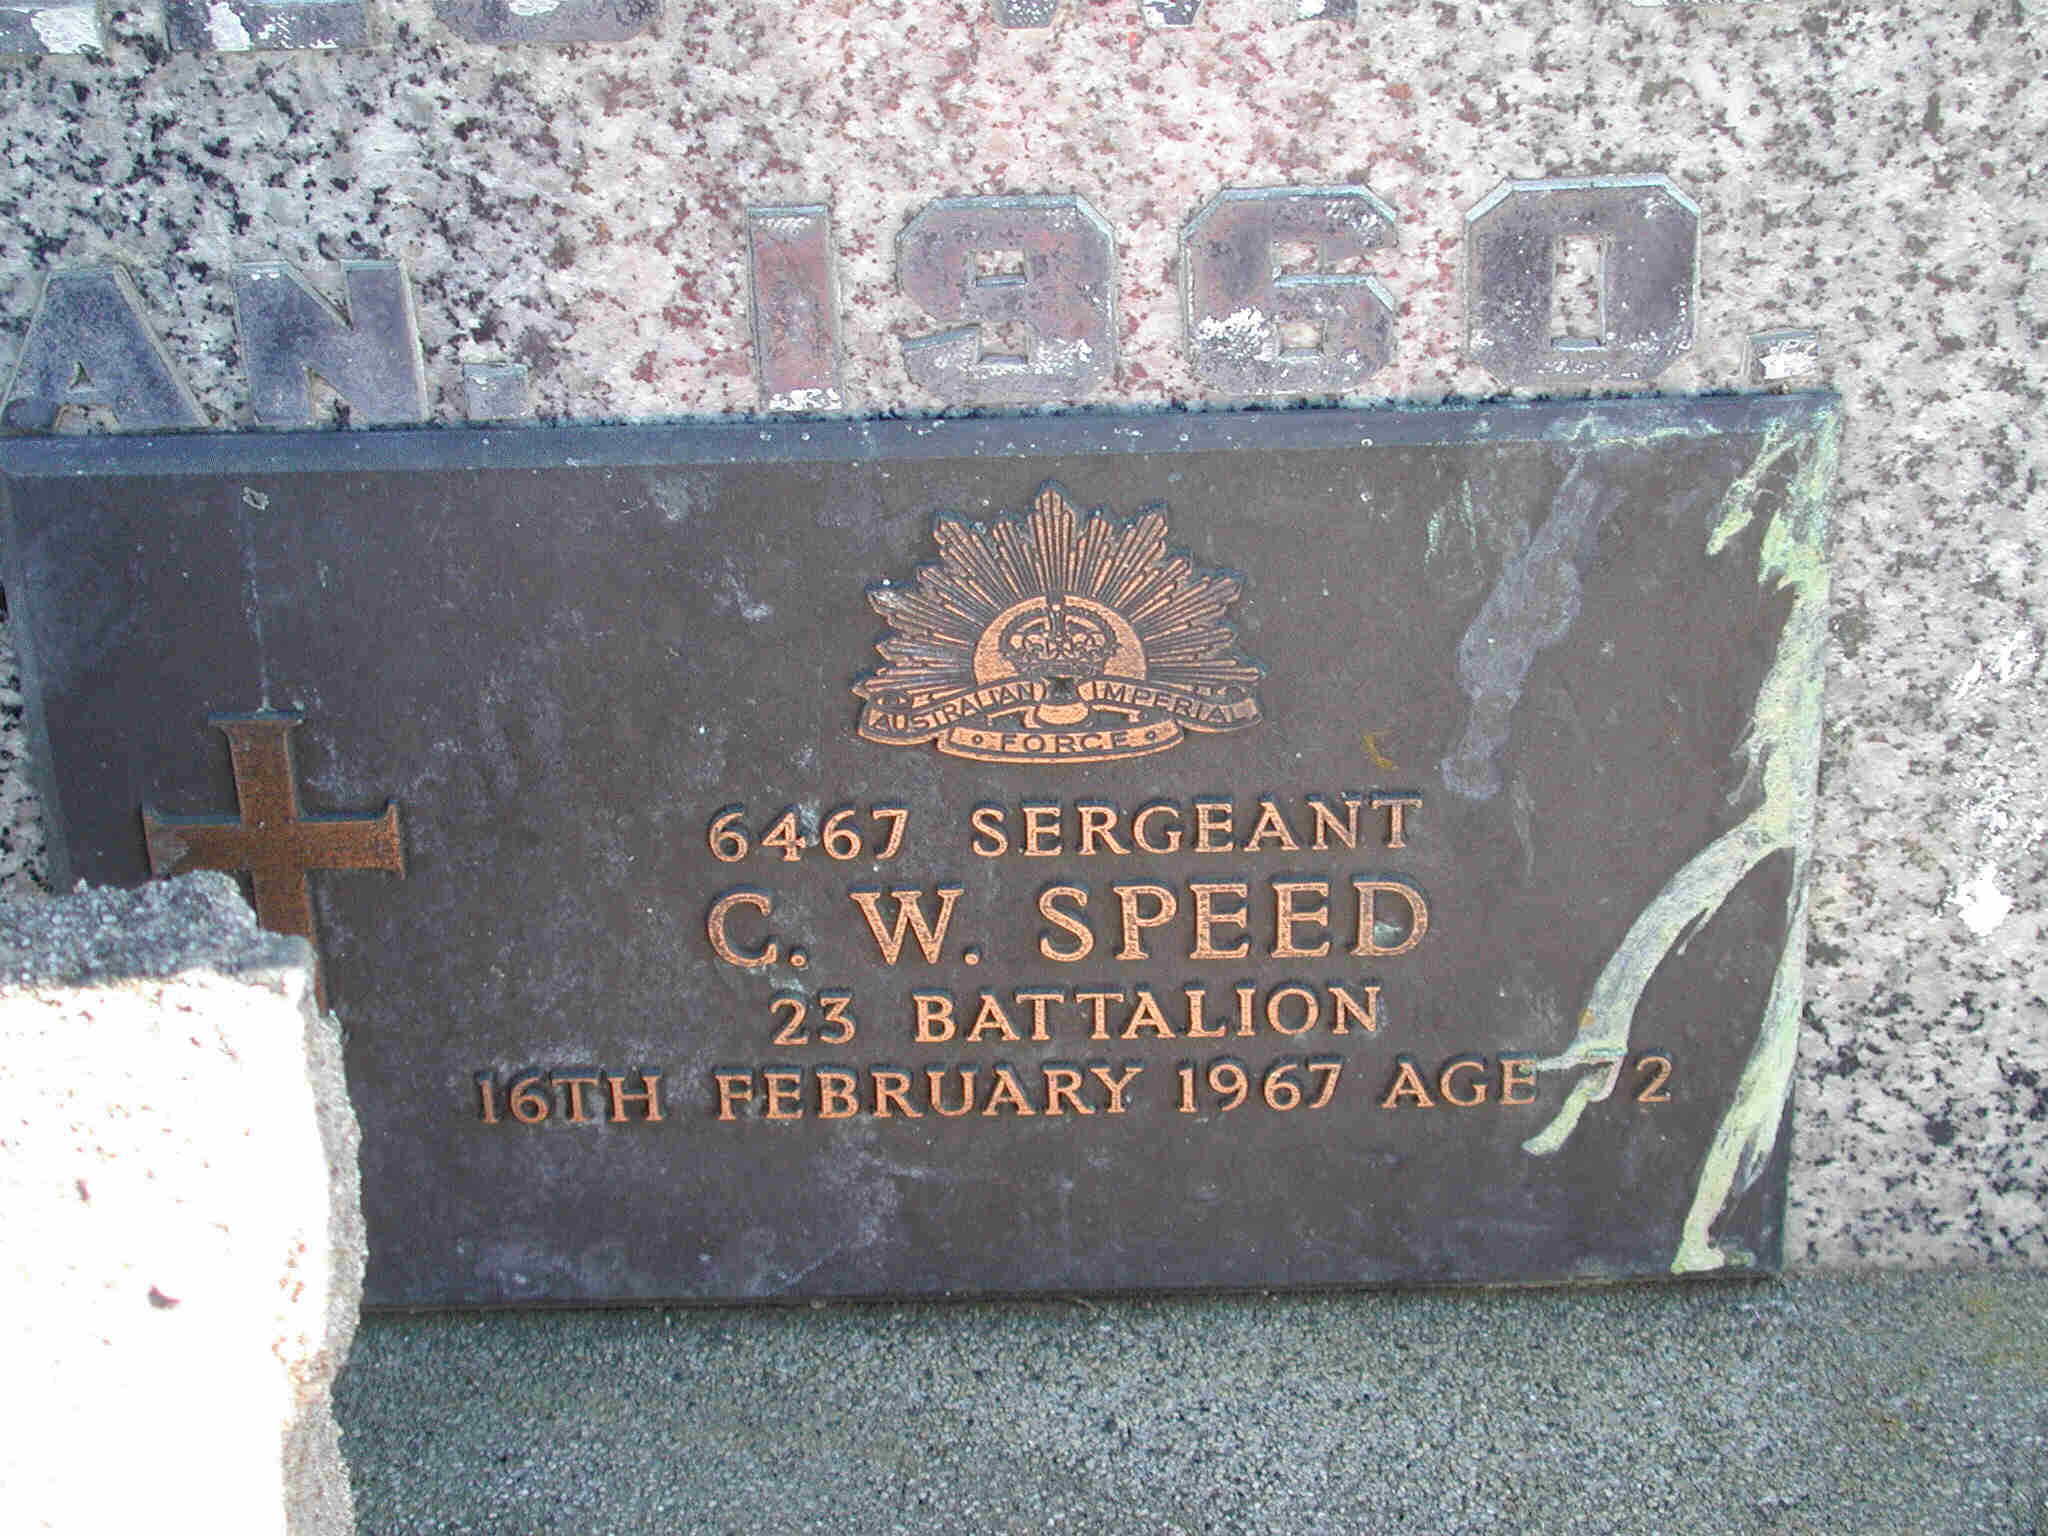 AN. 1960.
AUSTRALIAN IMPERIAL
FORCE
6467 SERGEANT
C. W. SPEED
23 BATTALION
16TH FEBRUARY 1967 AGE 72